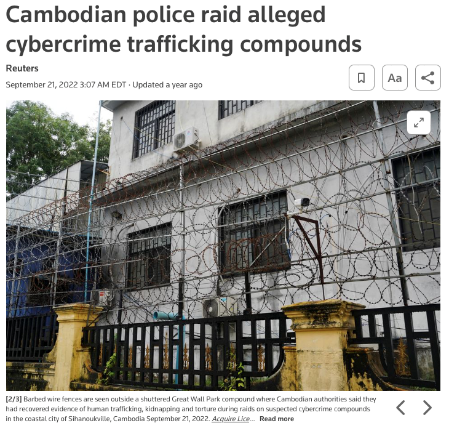 Cambodian police raid alleged
cybercrime trafficking compounds
Reuters
September 21, 2022 3:07 AM EDT · Updated a year ago
Aa
[2/3] Barbed wire fences are seen outside a shuttered Great Wall Park compound where Cambodian authorities said they
had recovered evidence of human trafficking, kidnapping and torture during raids on suspected cybercrime compounds
in the coastal city of Sihanoukville, Cambodia September 21, 2022. Acquire Lice... Read more